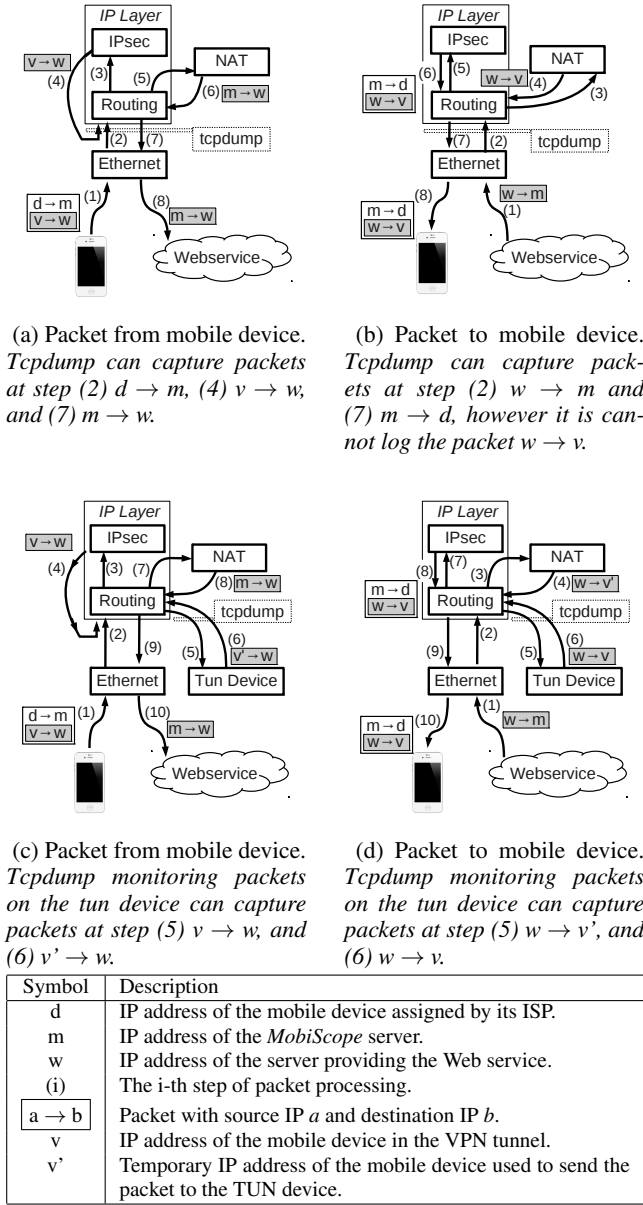 IP Layer
IPsec
v → w
(4)
(3)
(5)
NAT
(6)
m → w
Routing
(2)
(7)
tcpdump
Ethernet
(1)
d → m
v → w
(8)
m → w
Webservice
IP Layer
IPsec
(6)
(5)
m → d
w → v
w → v
(4)
NAT
(3)
Routing
(7)
(2)
tcpdump
Ethernet
(8)
m → d
w → v
w → m
(1)
Webservice
(a) Packet from mobile device.
Tcpdump can capture packets
at step (2) d → m, (4) v → w,
and (7) m → w.
(b) Packet to mobile device.
Tcpdump can capture pack-
ets at step (2) w → m and
(7) m → d, however it is can-
not log the packet w → v.
IP Layer
IPsec
v → w
(4)
(3)
(7)
NAT
(8)
m → w
Routing
tcpdump
(2)
(9)
(5)
(6)
v' → w
Ethernet
Tun Device
(1)
d → m
v → w
(10)
m → w
Webservice
IP Layer
IPsec
(8)
(7)
(3)
NAT
(4)
w → v'
m → d
w → v
Routing
tcpdump
(9)
(2)
(5)
(6)
w → v
Ethernet
Tun Device
(10)
m → d
w → v
(1)
w → m
Webservice
(c) Packet from mobile device.
Tcpdump monitoring packets
on the tun device can capture
packets at step (5) v → w, and
(6) v’ → w.
(d) Packet to mobile device.
Tcpdump monitoring packets
on the tun device can capture
packets at step (5) w → v’, and
(6) w → v.
Symbol Description
d IP address of the mobile device assigned by its ISP.
m IP address of the MobiScope server.
w IP address of the server providing the Web service.
(i) The i-th step of packet processing.
a → b Packet with source IP a and destination IP b.
v IP address of the mobile device in the VPN tunnel.
v’ Temporary IP address of the mobile device used to send the
packet to the TUN device.